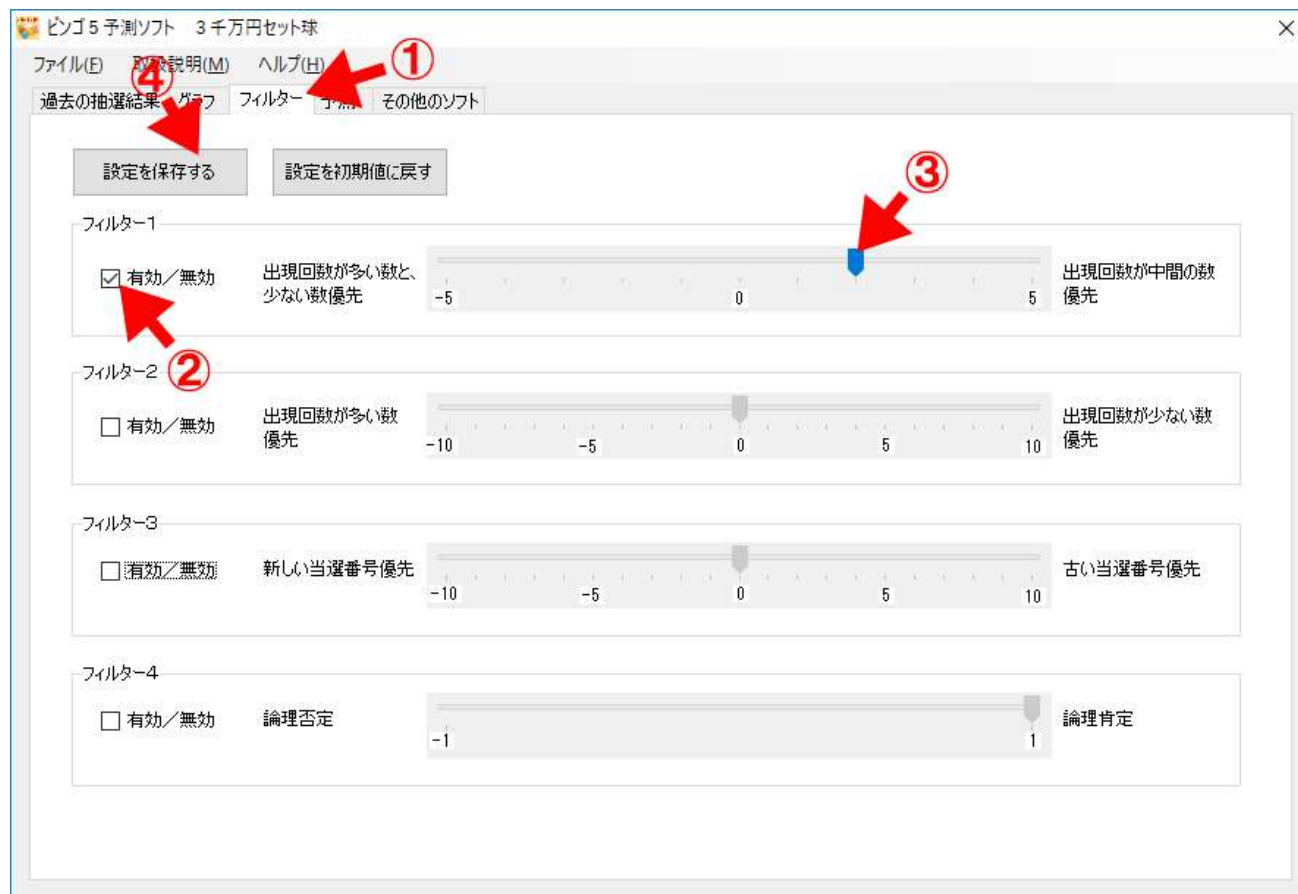 ビンゴ5予測ソフト　3千万円セット球
ファイル(F) 取扱説明(M) ヘルプ(H)
①
④
過去の抽選結果 グラフ フィルター 予測 その他のソフト
設定を保存する 設定を初期値に戻す
③
フィルター1
有効／無効
出現回数が多い数と、
少ない数優先
-5 0 5
出現回数が中間の数
優先
②
フィルター2
有効／無効
出現回数が多い数
優先
-10 -5 0 5 10
出現回数が少ない数
優先
フィルター3
有効／無効
新しい当選番号優先
-10 -5 0 5 10
古い当選番号優先
フィルター4
有効／無効
論理否定
-1 1
論理肯定